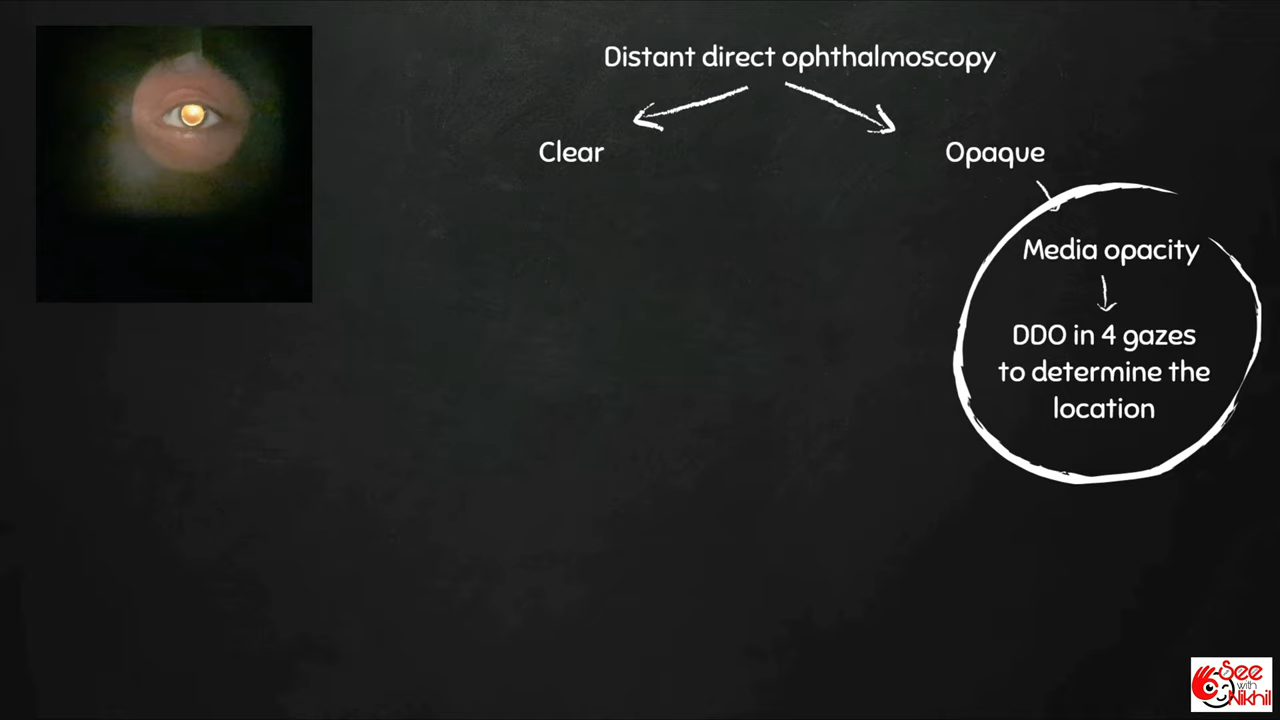 Distant direct ophthalmoscopy
Clear
Opaque
Media opacity
DDO in 4 gazes
to determine the
location
See
with
Nikhil